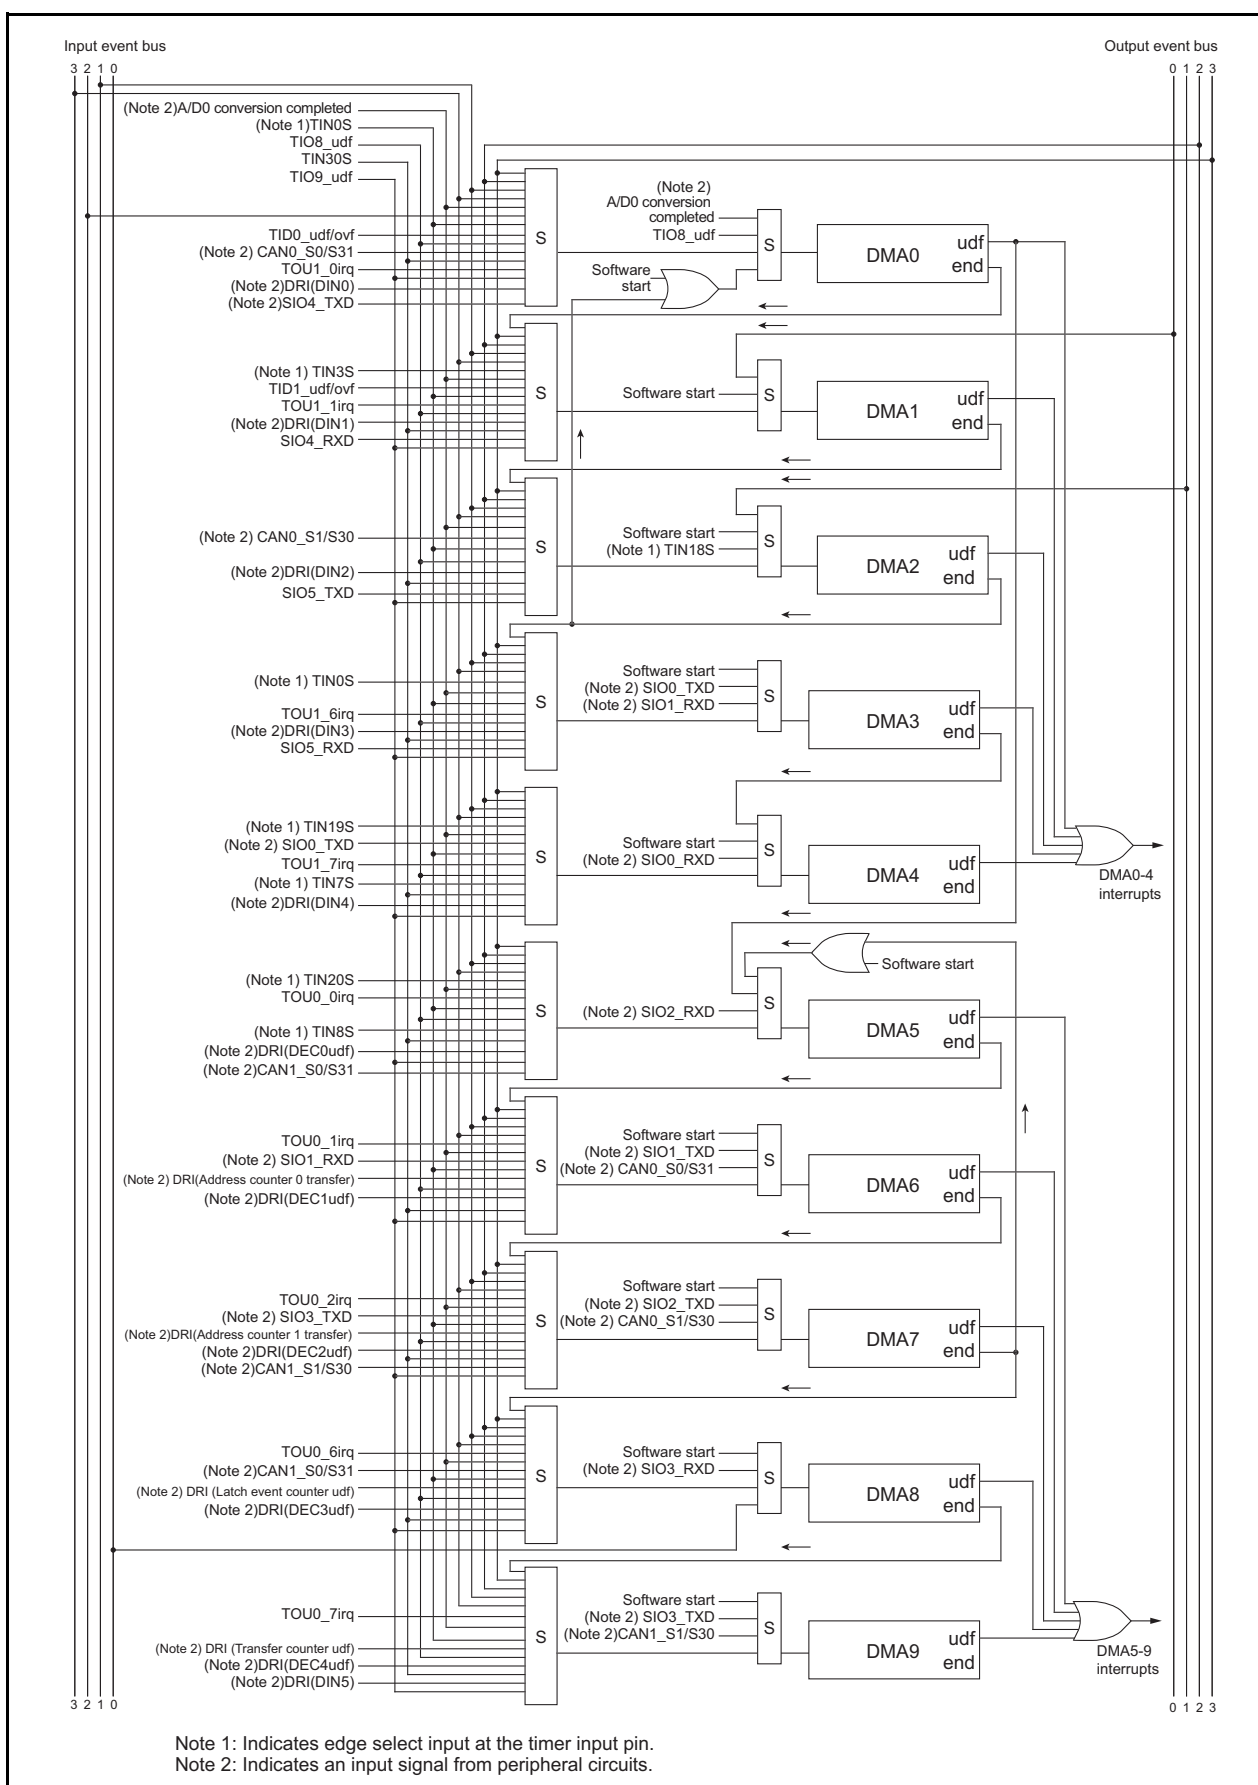 Input event bus
Output event bus
3 2 1 0
0 1 2 3
(Note 2)A/D0 conversion completed
(Note 1)TIN0S
TIO8_udf
TIN30S
TIO9_udf
TID0_udf/ovf
(Note 2) CAN0_S0/S31
TOU1_0irq
(Note 2)DRI(DIN0)
(Note 2)SIO4_TXD
S
(Note 2)
A/D0 conversion
completed
TIO8_udf
Software
start
S
DMA0
udf
end
(Note 1) TIN3S
TID1_udf/ovf
TOU1_1irq
(Note 2)DRI(DIN1)
SIO4_RXD
S
Software start
S
DMA1
udf
end
(Note 2) CAN0_S1/S30
(Note 2)DRI(DIN2)
SIO5_TXD
S
Software start
(Note 1) TIN18S
S
DMA2
udf
end
(Note 1) TIN0S
TOU1_6irq
(Note 2)DRI(DIN3)
SIO5_RXD
S
Software start
(Note 2) SIO0_TXD
(Note 2) SIO1_RXD
S
DMA3
udf
end
(Note 1) TIN19S
(Note 2) SIO0_TXD
TOU1_7irq
(Note 1) TIN7S
(Note 2)DRI(DIN4)
S
Software start
(Note 2) SIO0_RXD
S
DMA4
udf
end
DMA0-4
interrupts
(Note 1) TIN20S
TOU0_0irq
(Note 1) TIN8S
(Note 2)DRI(DEC0udf)
(Note 2)CAN1_S0/S31
S
Software start
(Note 2) SIO2_RXD
S
DMA5
udf
end
TOU0_1irq
(Note 2) SIO1_RXD
(Note 2) DRI(Address counter 0 transfer)
(Note 2)DRI(DEC1udf)
S
Software start
(Note 2) SIO1_TXD
(Note 2) CAN0_S0/S31
S
DMA6
udf
end
TOU0_2irq
(Note 2) SIO3_TXD
(Note 2)DRI(Address counter 1 transfer)
(Note 2)DRI(DEC2udf)
(Note 2)CAN1_S1/S30
S
Software start
(Note 2) SIO2_TXD
(Note 2) CAN0_S1/S30
S
DMA7
udf
end
TOU0_6irq
(Note 2)CAN1_S0/S31
(Note 2) DRI (Latch event counter udf)
(Note 2)DRI(DEC3udf)
S
Software start
(Note 2) SIO3_RXD
S
DMA8
udf
end
TOU0_7irq
(Note 2) DRI (Transfer counter udf)
(Note 2)DRI(DEC4udf)
(Note 2)DRI(DIN5)
S
Software start
(Note 2) SIO3_TXD
(Note 2)CAN1_S1/S30
S
DMA9
udf
end
DMA5-9
interrupts
3 2 1 0
0 1 2 3
Note 1: Indicates edge select input at the timer input pin.
Note 2: Indicates an input signal from peripheral circuits.